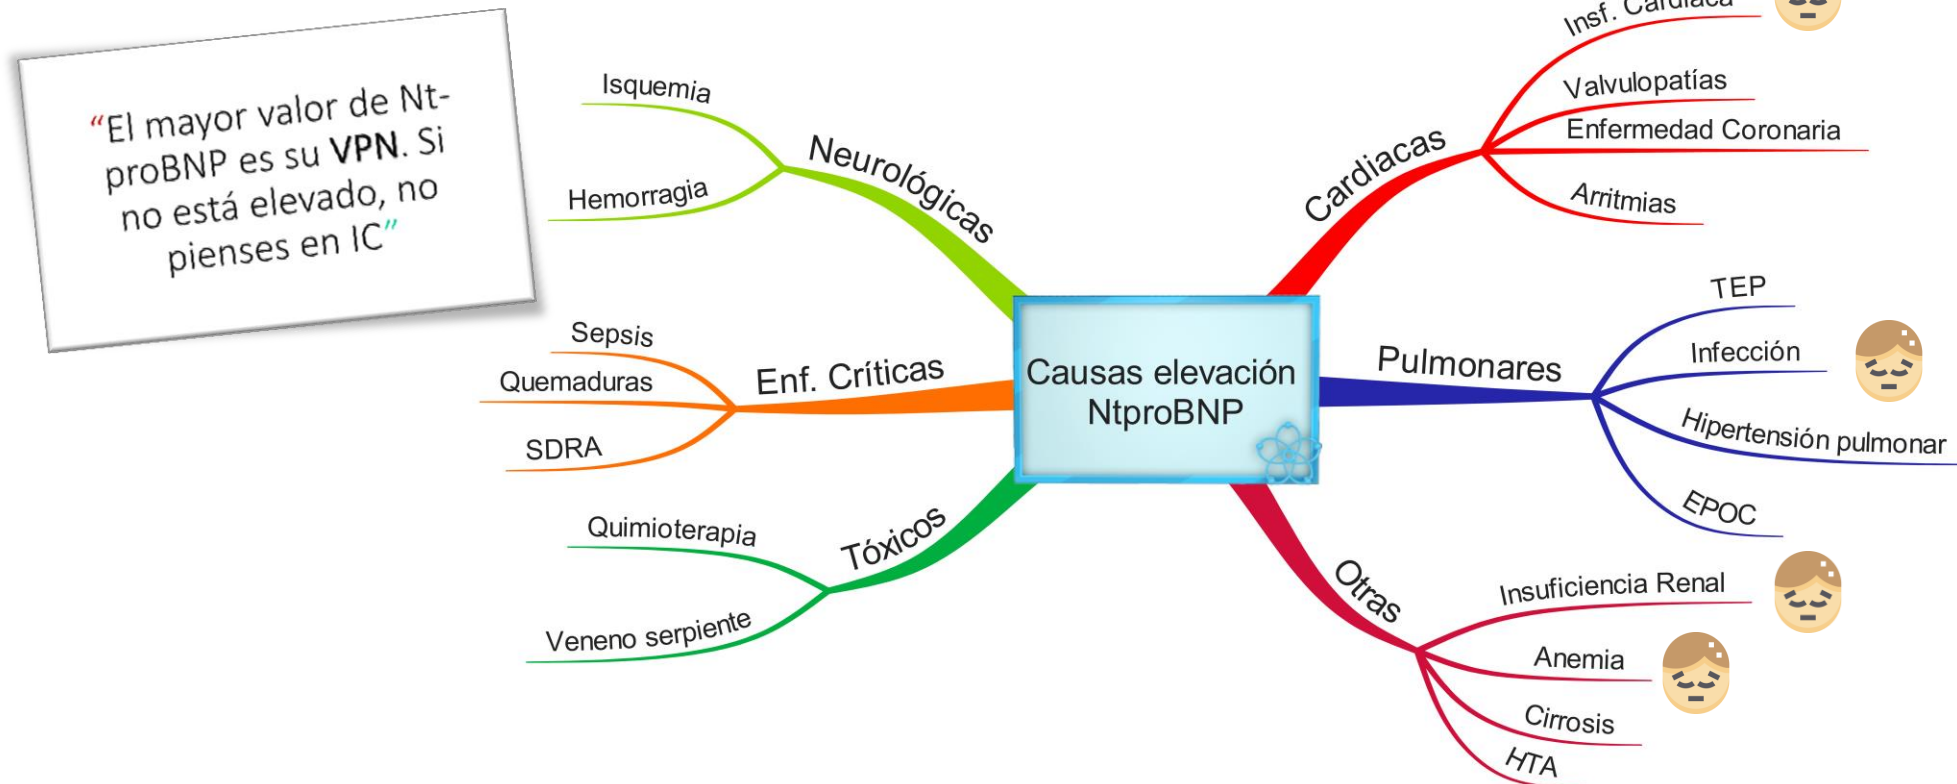 “El mayor valor de Nt-
proBNP es su VPN. Si
no está elevado, no
pienses en IC”
Isquemia
Hemorragia
Neurológicas
Sepsis
Quemaduras
SDRA
Enf. Críticas
Quimioterapia
Veneno serpiente
Tóxicos
Causas elevación
NtproBNP
Cardiacas
Insf. Cardiaca
Valvulopatías
Enfermedad Coronaria
Arritmias
Pulmonares
TEP
Infección
Hipertensión pulmonar
EPOC
Otras
Insuficiencia Renal
Anemia
Cirrosis
HTA